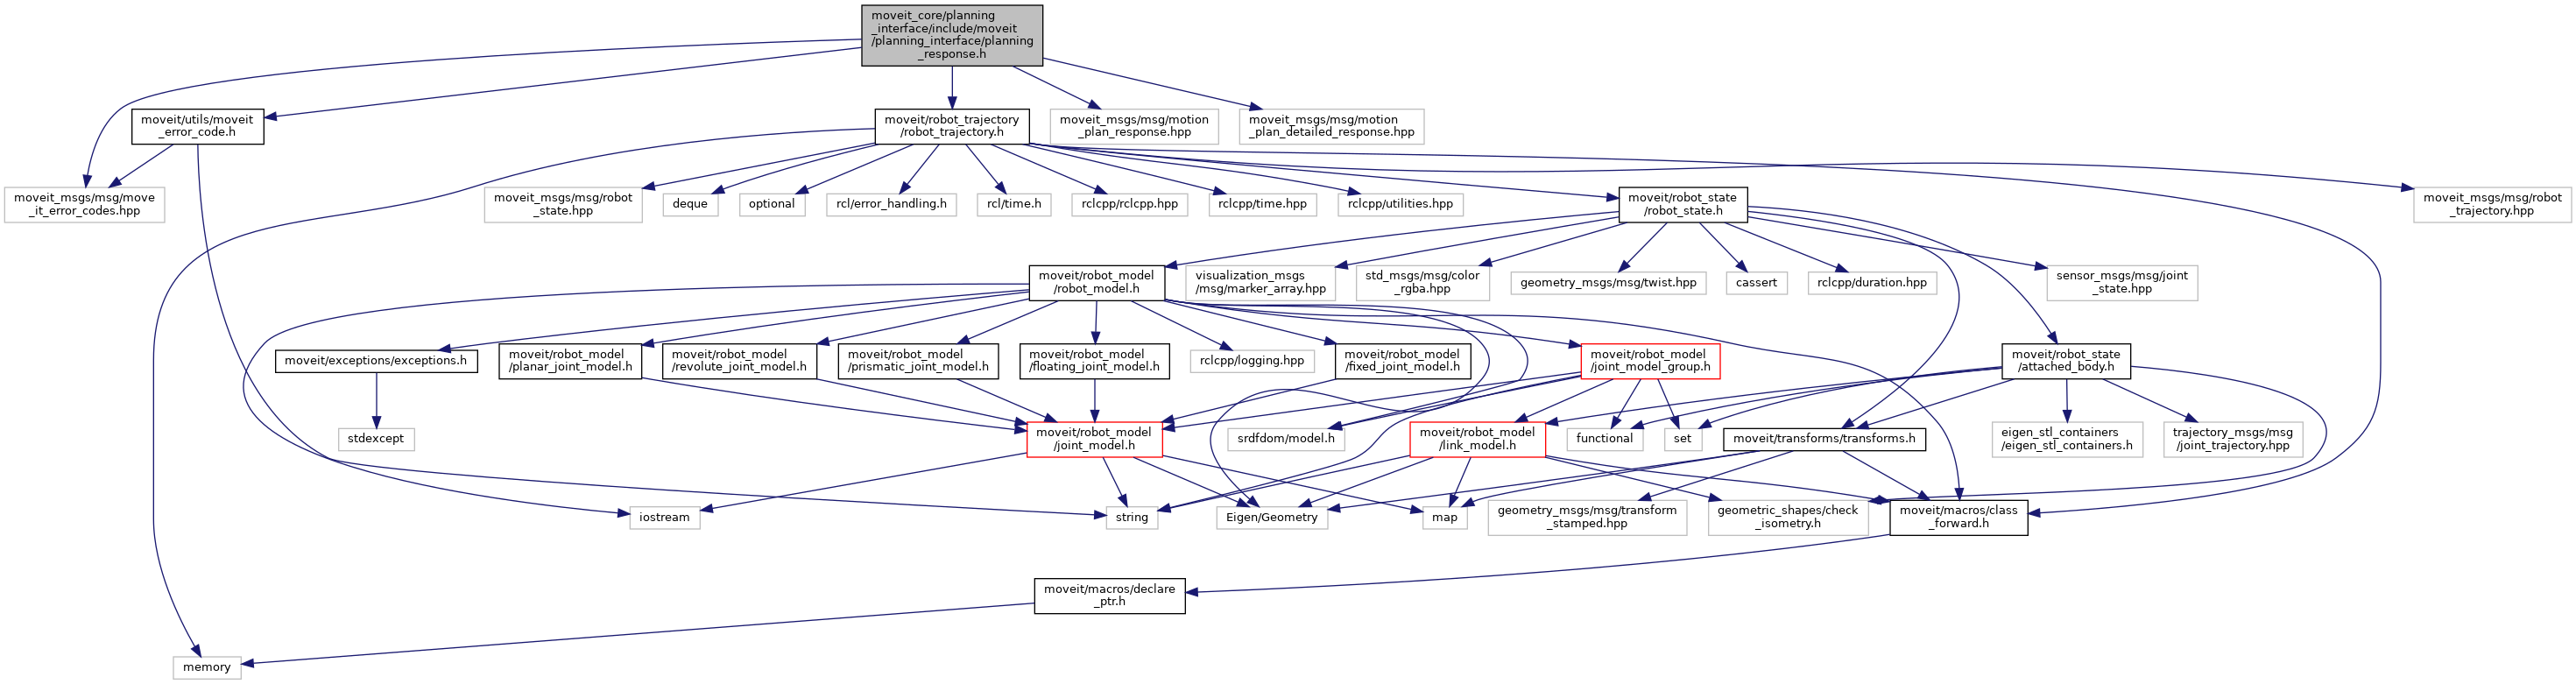 moveit_core/planning
_interface/include/moveit
/planning_interface/planning
_response.h
moveit/utils/moveit
_error_code.h
moveit/robot_trajectory
/robot_trajectory.h
moveit_msgs/msg/motion
_plan_response.hpp
moveit_msgs/msg/motion
_plan_detailed_response.hpp
moveit_msgs/msg/move
_it_error_codes.hpp
moveit_msgs/msg/robot
_state.hpp
deque
optional
rcl/error_handling.h
rcl/time.h
rclcpp/rclcpp.hpp
rclcpp/time.hpp
rclcpp/utilities.hpp
moveit/robot_state
/robot_state.h
moveit_msgs/msg/robot
_trajectory.hpp
moveit/robot_model
/robot_model.h
visualization_msgs
/msg/marker_array.hpp
std_msgs/msg/color
_rgba.hpp
geometry_msgs/msg/twist.hpp
cassert
rclcpp/duration.hpp
sensor_msgs/msg/joint
_state.hpp
moveit/exceptions/exceptions.h
moveit/robot_model
/planar_joint_model.h
moveit/robot_model
/revolute_joint_model.h
moveit/robot_model
/prismatic_joint_model.h
moveit/robot_model
/floating_joint_model.h
rclcpp/logging.hpp
moveit/robot_model
/fixed_joint_model.h
moveit/robot_model
/joint_model_group.h
moveit/robot_state
/attached_body.h
stdexcept
moveit/robot_model
/joint_model.h
srdfdom/model.h
moveit/robot_model
/link_model.h
functional
set
moveit/transforms/transforms.h
eigen_stl_containers
/eigen_stl_containers.h
trajectory_msgs/msg
/joint_trajectory.hpp
iostream
string
Eigen/Geometry
map
geometry_msgs/msg/transform
_stamped.hpp
geometric_shapes/check
_isometry.h
moveit/macros/class
_forward.h
moveit/macros/declare
_ptr.h
memory